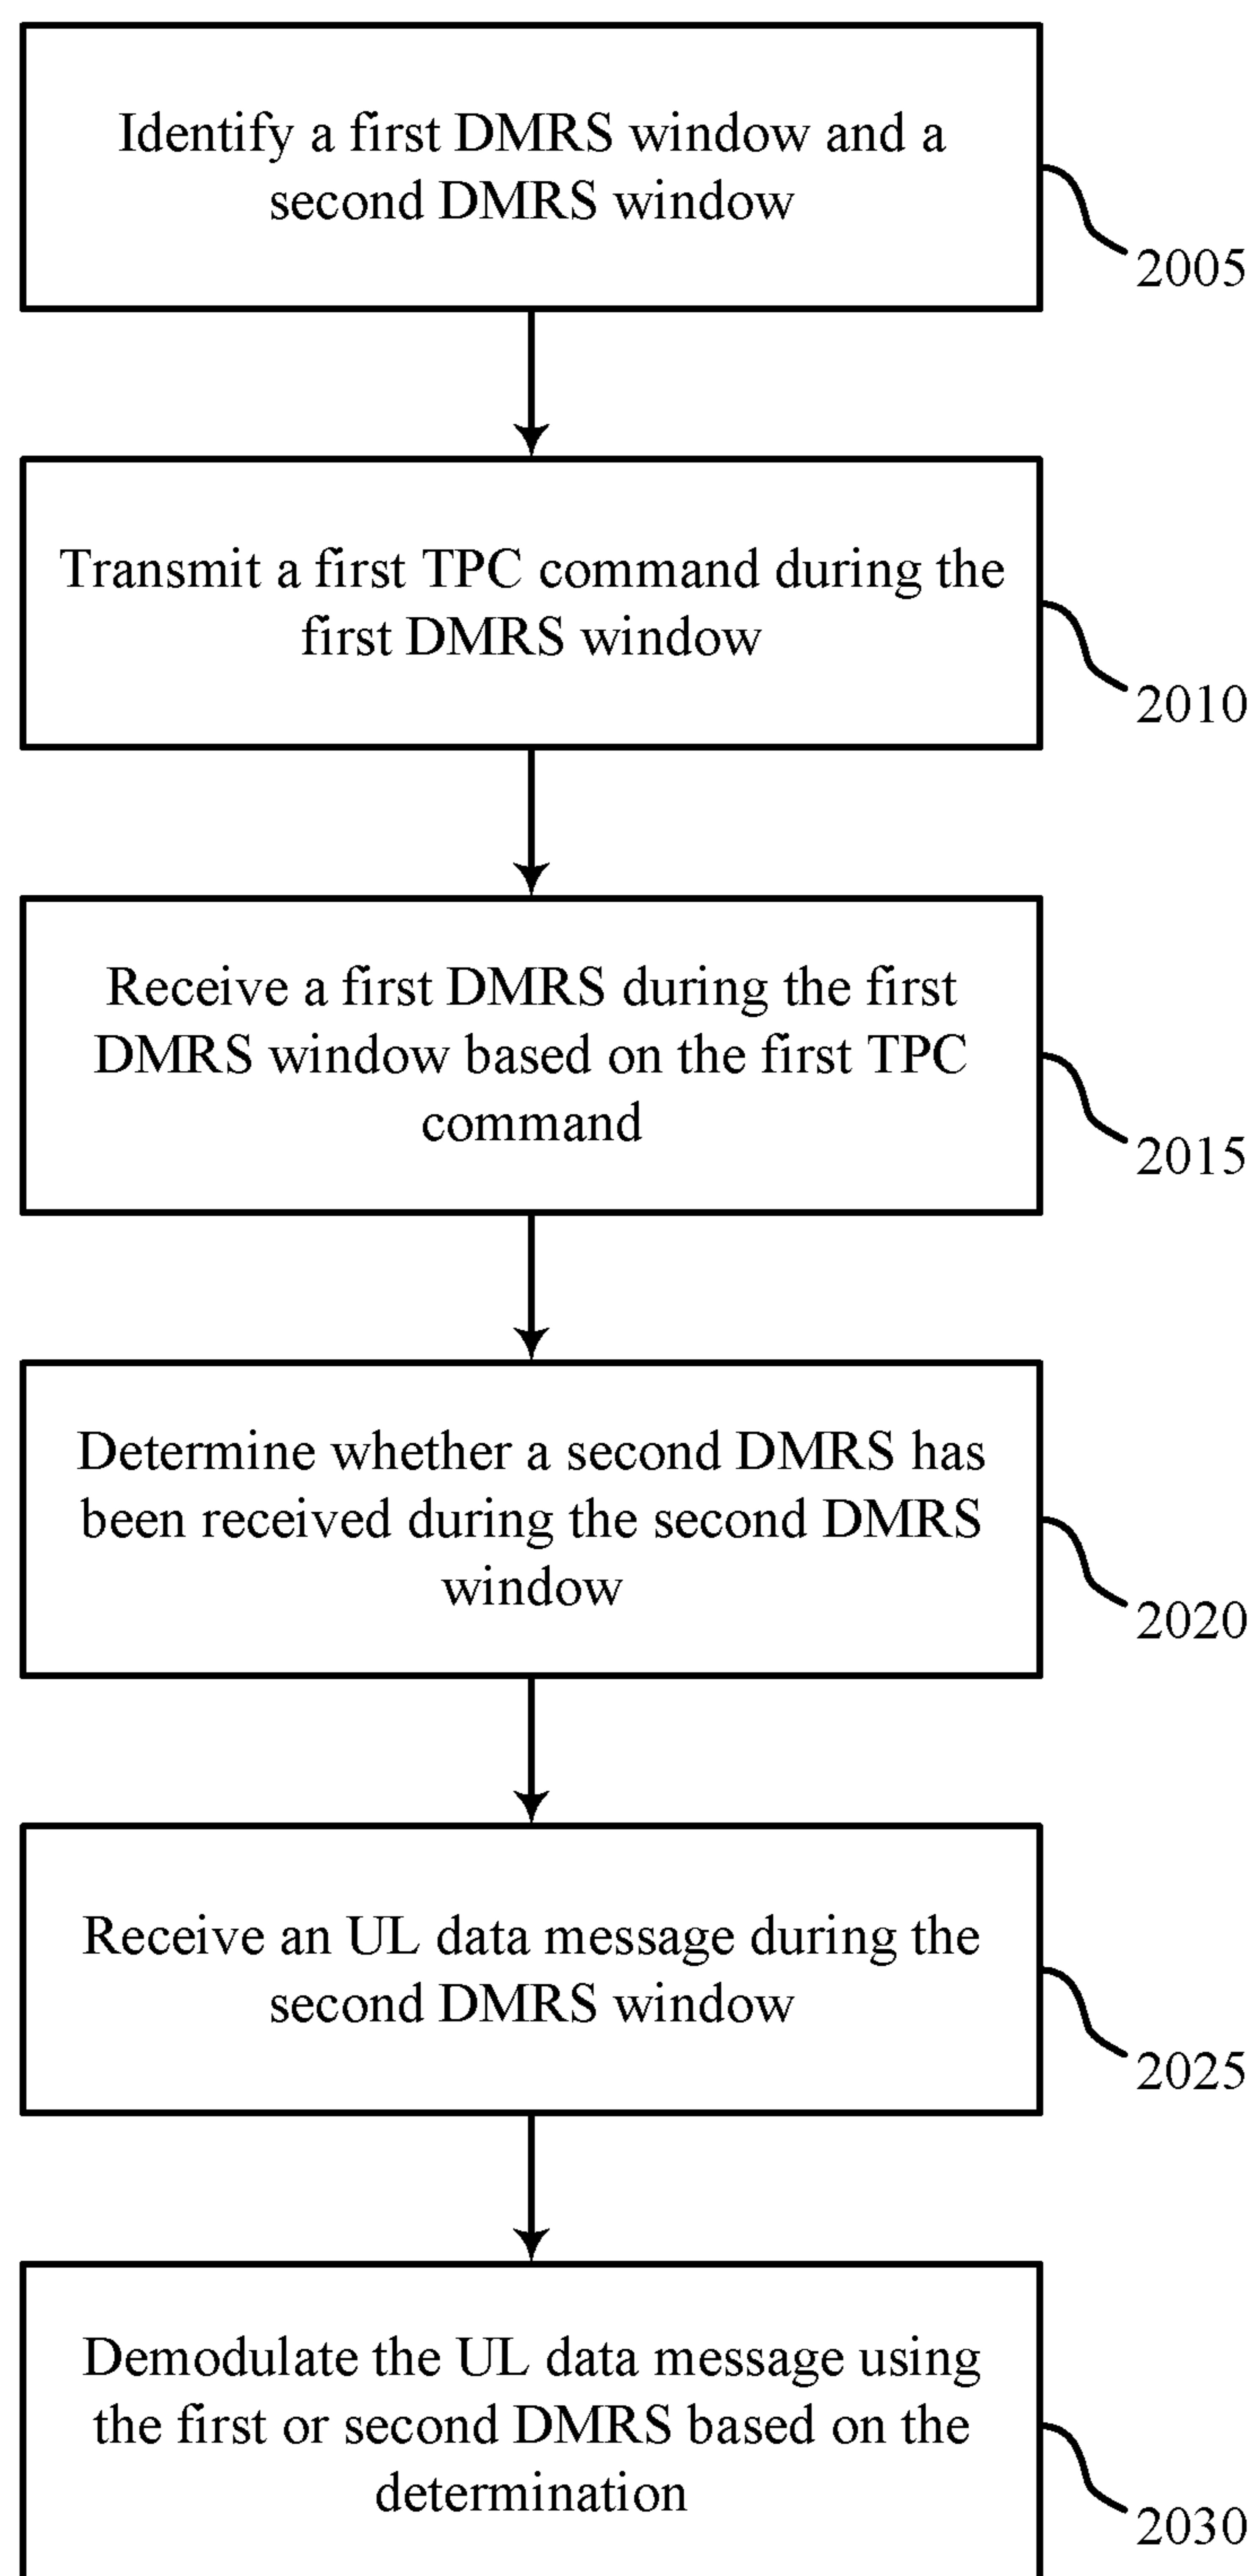 Identify a first DMRS window and a
second DMRS window
2005
Transmit a first TPC command during the
first DMRS window
2010
Receive a first DMRS during the first
DMRS window based on the first TPC
command
2015
Determine whether a second DMRS has
been received during the second DMRS
window
2020
Receive an UL data message during the
second DMRS window
2025
Demodulate the UL data message using
the first or second DMRS based on the
determination
2030